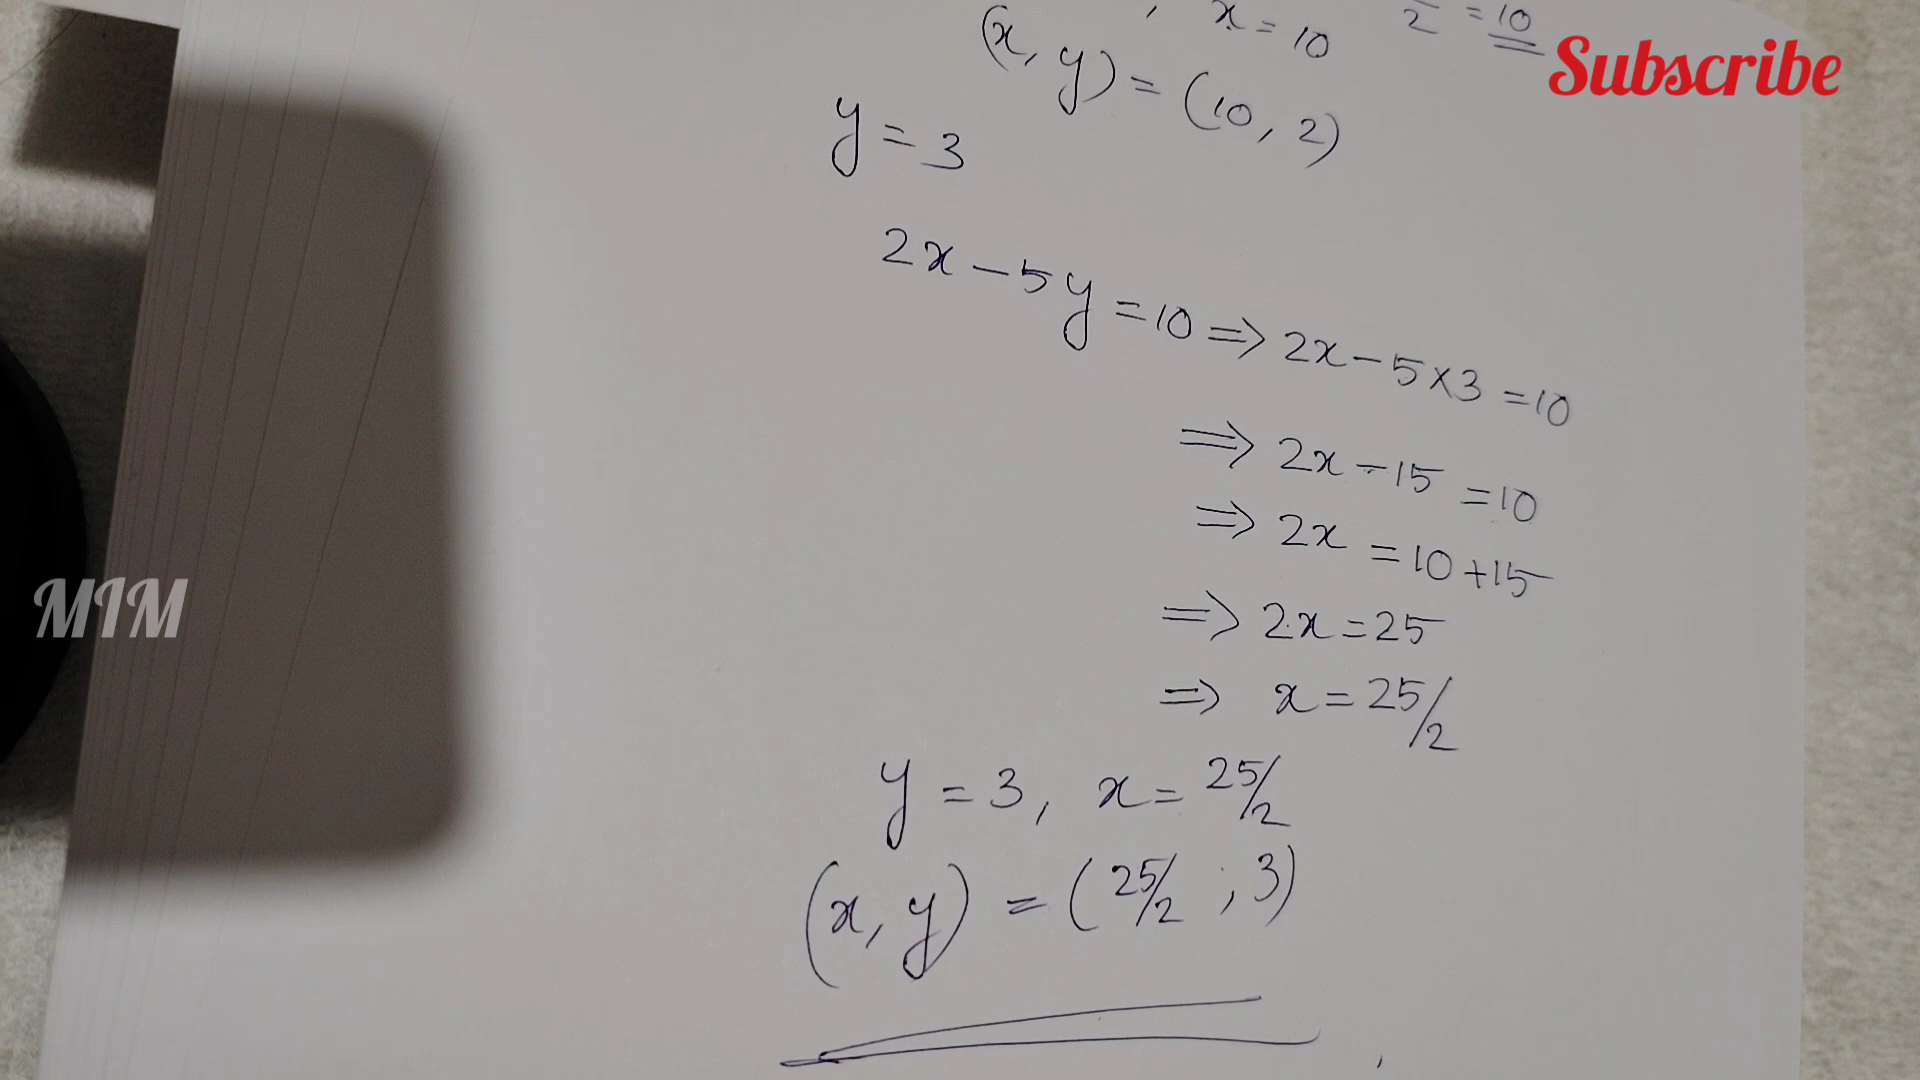 , x = 10 2 = 10
Subscribe
(x, y) = (10, 2)
y = 3
2x - 5y = 10 ⇒ 2x - 5×3 = 10
⇒ 2x - 15 = 10
⇒ 2x = 10 + 15
⇒ 2x = 25
⇒ x = 25/2
y = 3, x = 25/2
(x, y) = (25/2, 3)
MIM